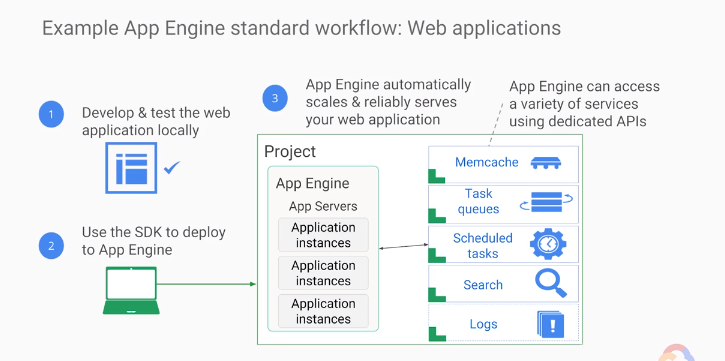 Example App Engine standard workflow: Web applications
1
Develop & test the web
application locally
2
Use the SDK to deploy
to App Engine
3
App Engine automatically
scales & reliably serves
your web application
App Engine can access
a variety of services
using dedicated APIs
Project
App Engine
App Servers
Application
instances
Application
instances
Application
instances
Memcache
Task
queues
Scheduled
tasks
Search
Logs